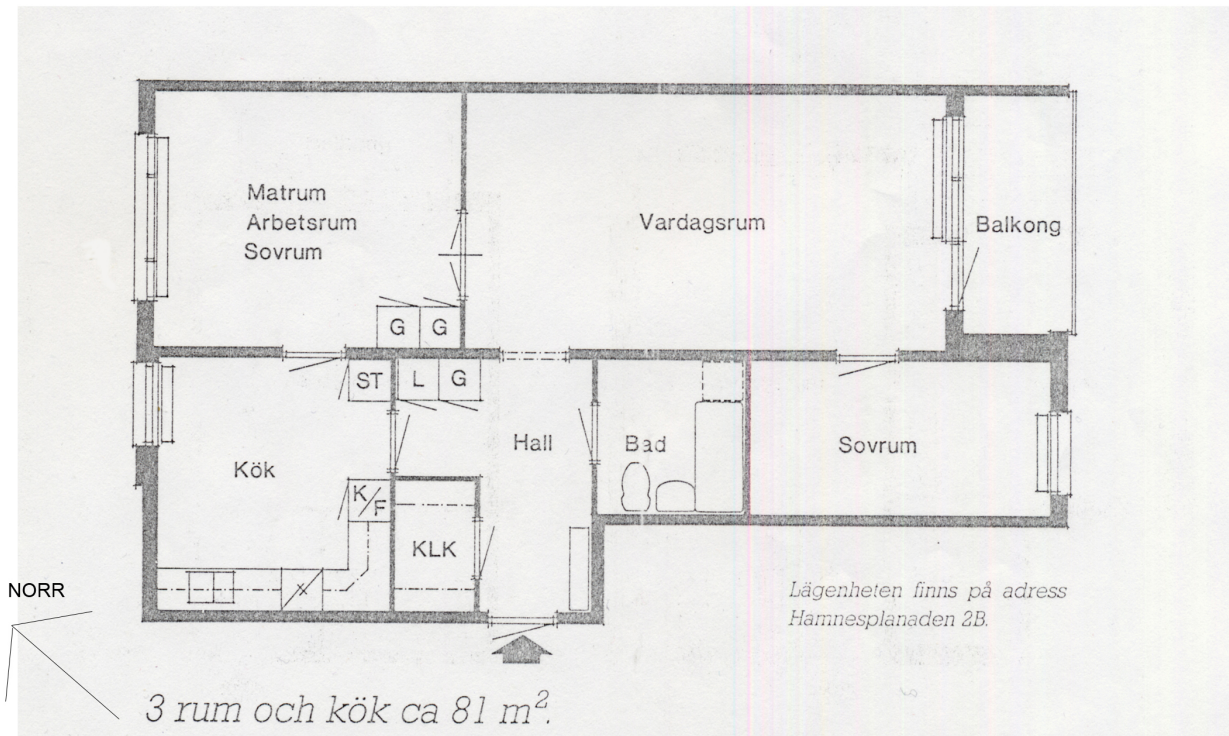 Matrum
Arbetsrum
Sovrum
Vardagsrum
Balkong
G
G
ST
L
G
Kök
Hall
Bad
Sovrum
K/F
KLK
NORR
Lägenheten finns på adress
Hamnesplanaden 2B.
3 rum och kök ca 81 m².